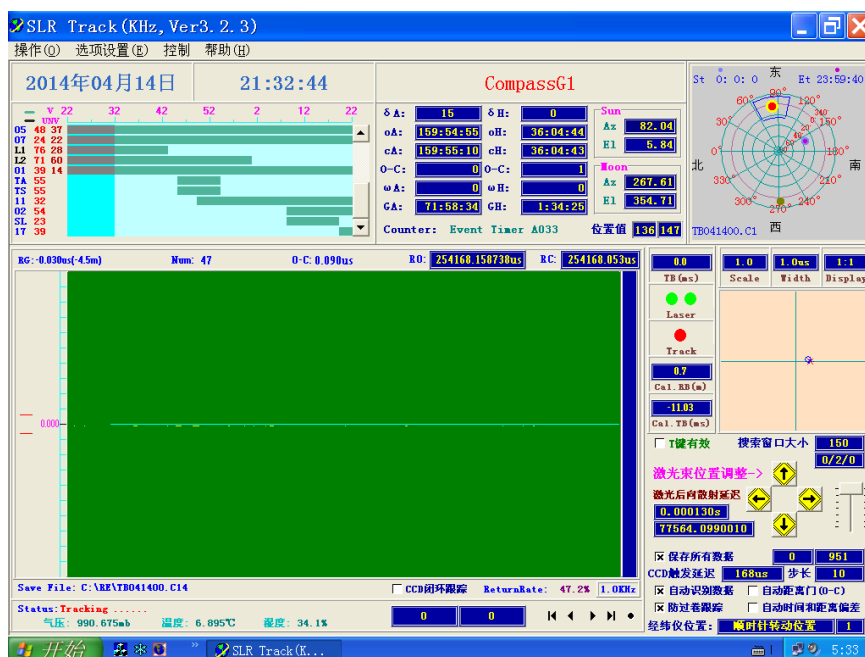 SLR Track(KHz,Ver3.2.3)
操作(O) 选项设置(E) 控制 帮助(H)
2014年04月14日 21:32:44 CompassG1
St 0: 0: 0 东 Et 23:59:40
V 22 32 42 52 2 12 22
UNV
05 48 37
07 24 22
L1 76 28
L2 71 60
01 39 14
TA 55
TS 55
11 32
02 54
SL 23
17 39
δA: 15 δH: 0
oA: 159:54:55 oH: 36:04:44
cA: 159:55:10 cH: 36:04:43
O-C: 0 O-C: 1
ωA: 0 ωH: 0
GA: 71:58:34 GH: 1:34:25
Counter: Event Timer A033 位置值 136 147
Sun
Az 82.04
El 5.84
Moon
Az 267.61
El 354.71
90°
60° 120°
30° 150°
0° 180°
北 南
330° 210°
300° 270° 240°
TB041400.C1 西
RG:-0.030us(-4.5m) Num: 47 O-C:0.090us RO: 254168.158738us RC: 254168.053us
0.000
0.0 1.0 1.0us 1:1
TB(ms) Scale Width Display
Laser
Track
0.7
Cal.RB(m)
-11.03
Cal.TB(ms)
T键有效 搜索窗口大小 150
0/2/0
激光束位置调整->
激光后向散射延迟
0.000130s
77564.0990010
保存所有数据 0 951
CCD触发延迟 168us 步长 10
自动识别数据 自动距离门(O-C)
防过卷跟踪 自动时间和距离偏差
经纬仪位置: 顺时针转动位置 1
Save File: C:\RE\TB041400.C14 CCD闭环跟踪 ReturnRate: 47.2% 1.0KHz
Status:Tracking ......
气压: 990.675mb 温度: 6.895℃ 湿度: 34.1% 0 0
开始 » SLR Track(K... 5:33